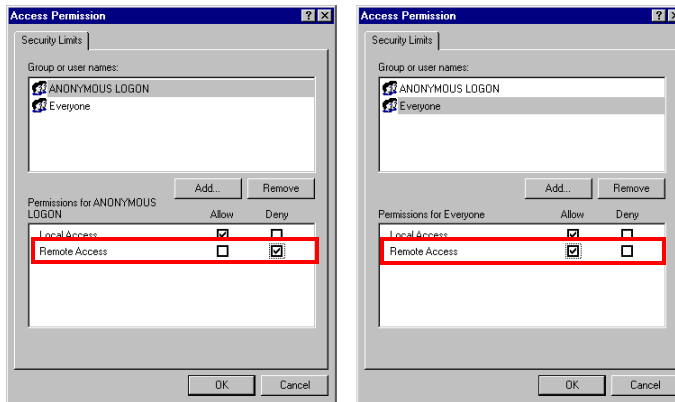 Access Permission
Security Limits
Group or user names:
ANONYMOUS LOGON
Everyone
Add...
Remove
Permissions for ANONYMOUS
LOGON
Allow
Deny
Local Access
Remote Access
OK
Cancel
Access Permission
Security Limits
Group or user names:
ANONYMOUS LOGON
Everyone
Add...
Remove
Permissions for Everyone
Allow
Deny
Local Access
Remote Access
OK
Cancel